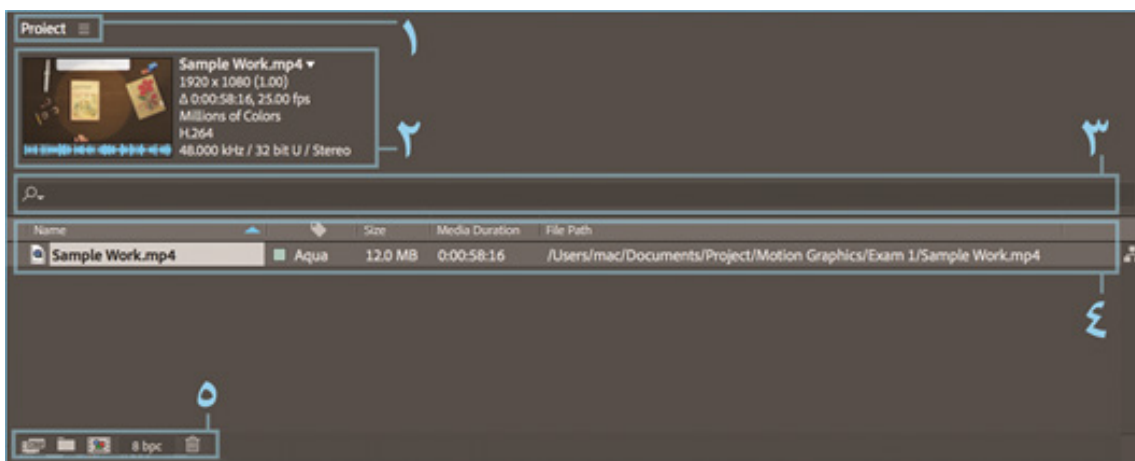 Project
١
Sample Work.mp4
1920 x 1080 (1.00)
Δ 0:00:58:16, 25.00 fps
Millions of Colors
H.264
48.000 kHz / 32 bit U / Stereo
٢
٣
Name Size Media Duration File Path
Sample Work.mp4 Aqua 12.0 MB 0:00:58:16 /Users/mac/Documents/Project/Motion Graphics/Exam 1/Sample Work.mp4
٤
٥
8 bpc